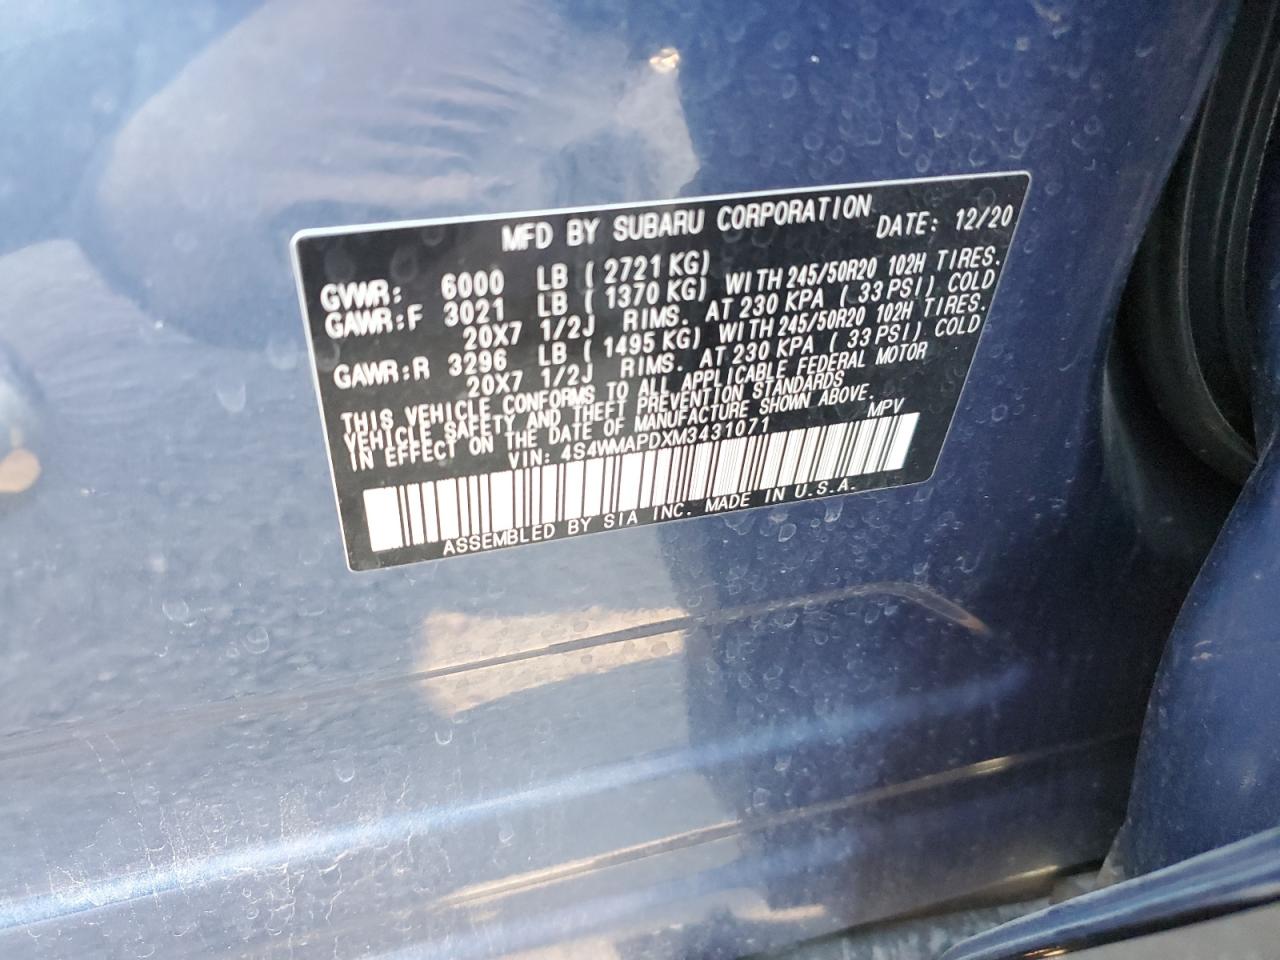 MFD BY SUBARU CORPORATION DATE: 12/20
GVWR: 6000 LB ( 2721 KG)
GAWR:F 3021 LB ( 1370 KG) WITH 245/50R20 102H TIRES.
20X7 1/2J RIMS. AT 230 KPA ( 33 PSI) COLD
GAWR:R 3296 LB ( 1495 KG) WITH 245/50R20 102H TIRES.
20X7 1/2J RIMS. AT 230 KPA ( 33 PSI) COLD
THIS VEHICLE CONFORMS TO ALL APPLICABLE FEDERAL MOTOR
VEHICLE SAFETY AND THEFT PREVENTION STANDARDS
IN EFFECT ON THE DATE OF MANUFACTURE SHOWN ABOVE.
VIN: 4S4WMAPDXM3431071 MPV
ASSEMBLED BY SIA INC. MADE IN U.S.A.